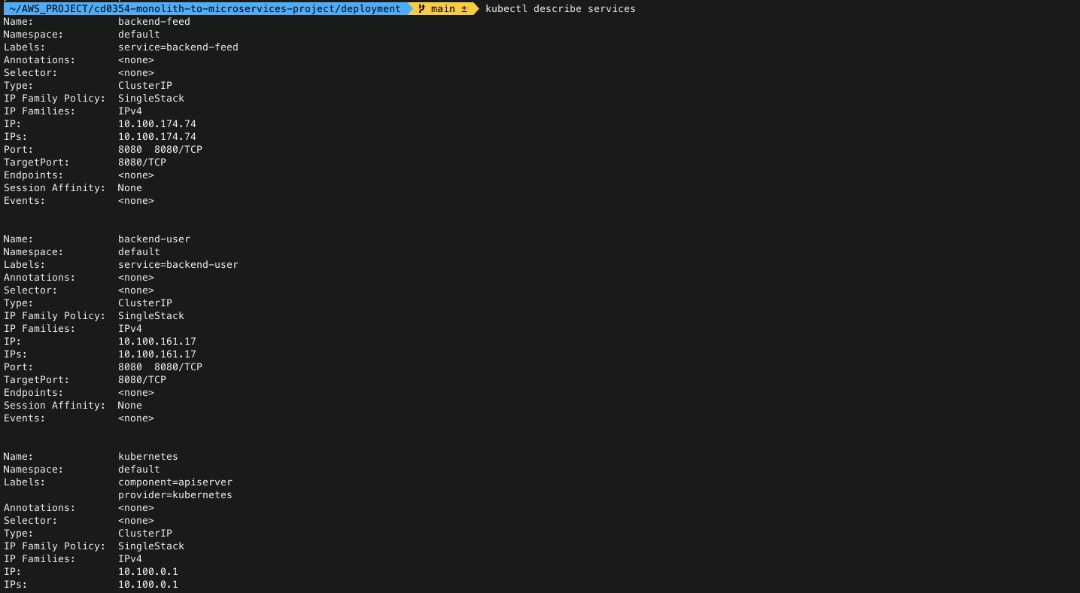 ~/AWS_PROJECT/cd0354-monolith-to-microservices-project/deployment main ± kubectl describe services
Name: backend-feed
Namespace: default
Labels: service=backend-feed
Annotations: <none>
Selector: <none>
Type: ClusterIP
IP Family Policy: SingleStack
IP Families: IPv4
IP: 10.100.174.74
IPs: 10.100.174.74
Port: 8080 8080/TCP
TargetPort: 8080/TCP
Endpoints: <none>
Session Affinity: None
Events: <none>
Name: backend-user
Namespace: default
Labels: service=backend-user
Annotations: <none>
Selector: <none>
Type: ClusterIP
IP Family Policy: SingleStack
IP Families: IPv4
IP: 10.100.161.17
IPs: 10.100.161.17
Port: 8080 8080/TCP
TargetPort: 8080/TCP
Endpoints: <none>
Session Affinity: None
Events: <none>
Name: kubernetes
Namespace: default
Labels: component=apiserver
provider=kubernetes
Annotations: <none>
Selector: <none>
Type: ClusterIP
IP Family Policy: SingleStack
IP Families: IPv4
IP: 10.100.0.1
IPs: 10.100.0.1